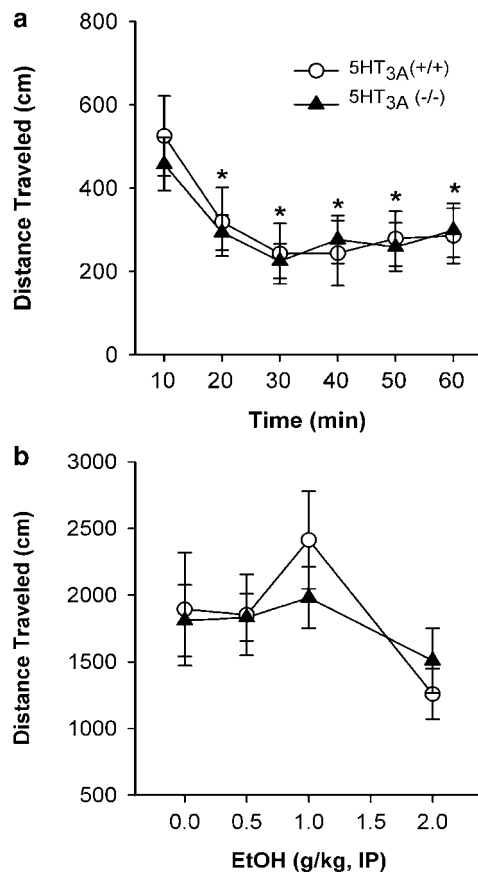 a
800
600
400
200
0
Distance Traveled (cm)
5HT3A(+/+)
5HT3A (-/-)
* * * * *
10 20 30 40 50 60
Time (min)
b
3000
2500
2000
1500
1000
500
Distance Traveled (cm)
0.0 0.5 1.0 1.5 2.0
EtOH (g/kg, IP)